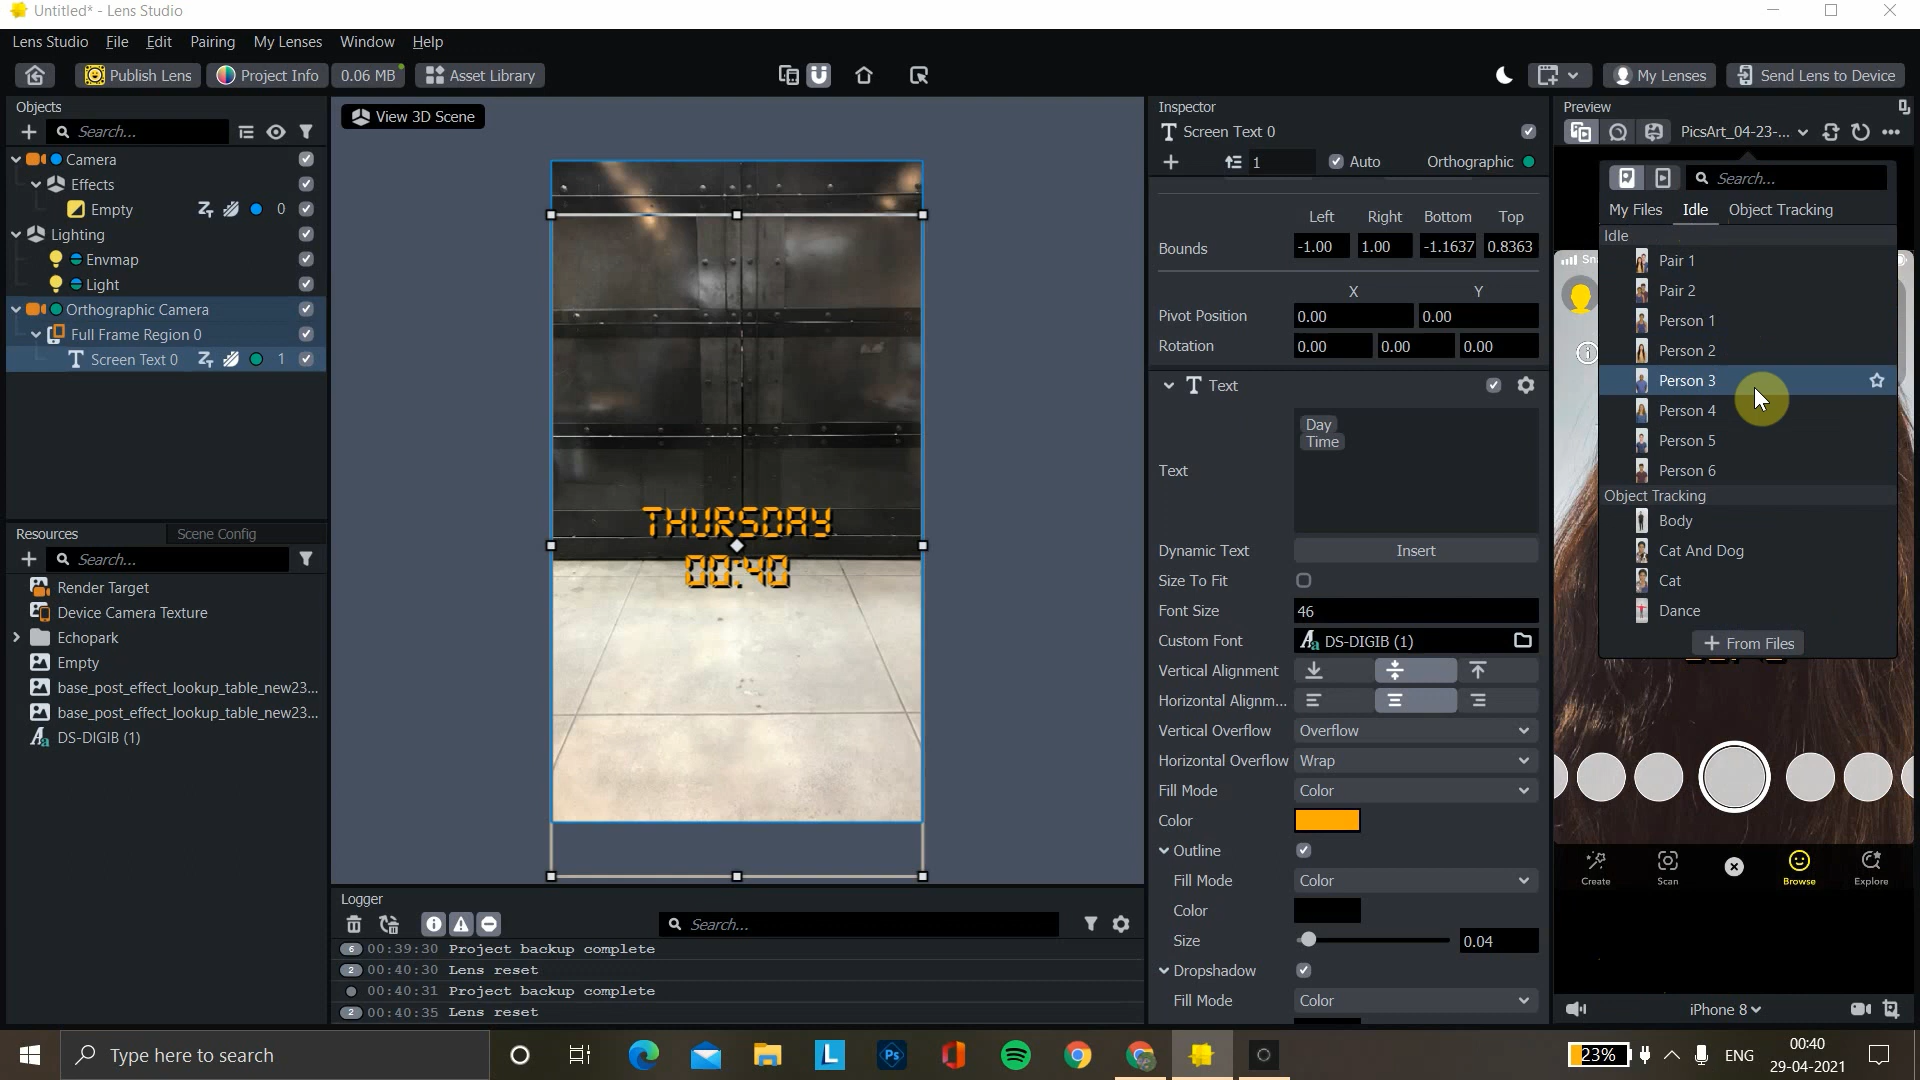 Untitled* - Lens Studio
Lens Studio File Edit Pairing My Lenses Window Help
Publish Lens Project Info 0.06 MB Asset Library My Lenses Send Lens to Device
Objects
Search...
Camera
Effects
Empty 0
Lighting
Envmap
Light
Orthographic Camera
Full Frame Region 0
Screen Text 0 1
Resources Scene Config
Search...
Render Target
Device Camera Texture
Echopark
Empty
base_post_effect_lookup_table_new23...
base_post_effect_lookup_table_new23...
DS-DIGIB (1)
View 3D Scene
THURSDAY
00:40
Logger
Search...
6 00:39:30 Project backup complete
2 00:40:30 Lens reset
00:40:31 Project backup complete
2 00:40:35 Lens reset
Inspector
Screen Text 0
1 Auto Orthographic
Left Right Bottom Top
Bounds -1.00 1.00 -1.1637 0.8363
X Y
Pivot Position 0.00 0.00
Rotation 0.00 0.00 0.00
Text
Day
Time
Text
Dynamic Text Insert
Size To Fit
Font Size 46
Custom Font DS-DIGIB (1)
Vertical Alignment
Horizontal Alignm...
Vertical Overflow Overflow
Horizontal Overflow Wrap
Fill Mode Color
Color
Outline
Fill Mode Color
Color
Size 0.04
Dropshadow
Fill Mode Color
Preview
PicsArt_04-23-...
Search...
My Files Idle Object Tracking
Idle
Pair 1
Pair 2
Person 1
Person 2
Person 3
Person 4
Person 5
Person 6
Object Tracking
Body
Cat And Dog
Cat
Dance
From Files
Create Scan Browse Explore
iPhone 8
Type here to search
23% ENG 00:40
29-04-2021